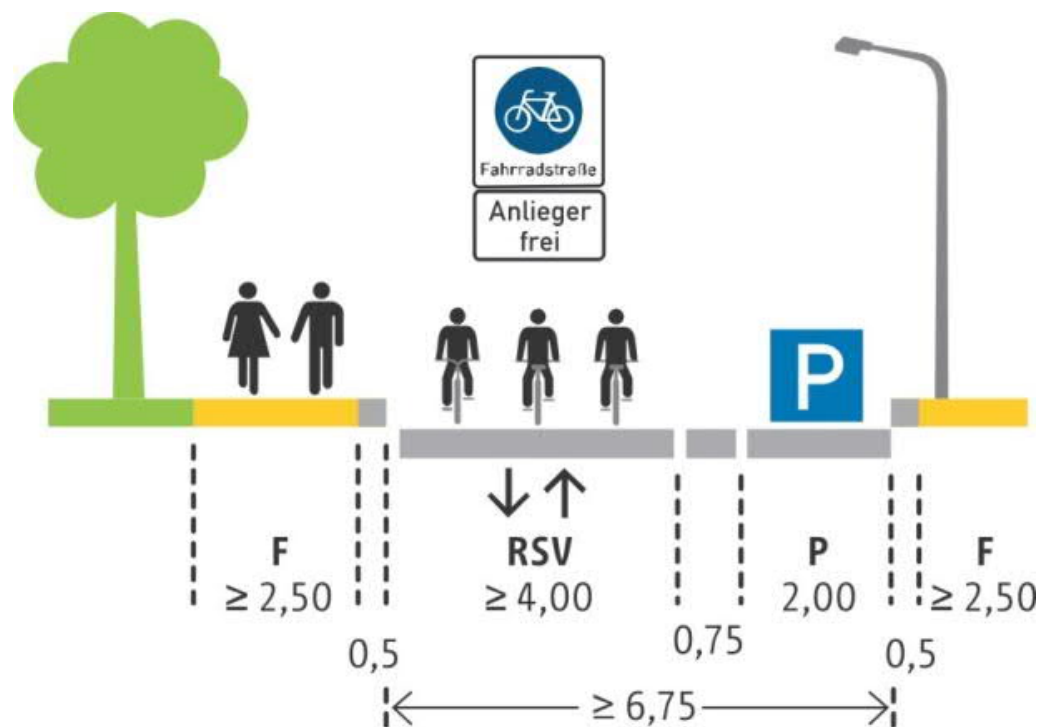 Fahrradstraße
Anlieger
frei
P
F RSV P F
≥ 2,50 ≥ 4,00 2,00 ≥ 2,50
0,5 0,75 0,5
≥ 6,75